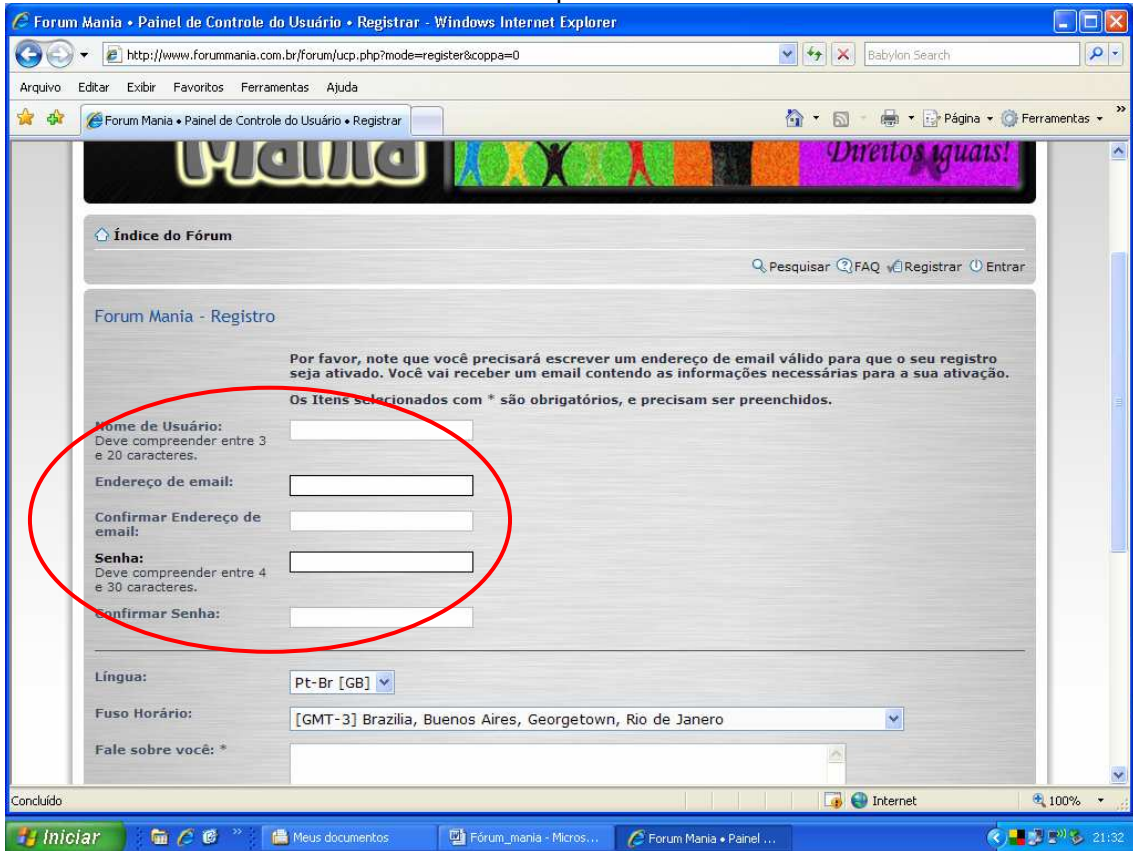 Forum Mania • Painel de Controle do Usuário • Registrar - Windows Internet Explorer
http://www.forummania.com.br/forum/ucp.php?mode=register&coppa=0
Babylon Search
Arquivo Editar Exibir Favoritos Ferramentas Ajuda
Forum Mania • Painel de Controle do Usuário • Registrar
Página Ferramentas
Mania
Direitos iguais!
Índice do Fórum
Pesquisar FAQ Registrar Entrar
Forum Mania - Registro
Por favor, note que você precisará escrever um endereço de email válido para que o seu registro
seja ativado. Você vai receber um email contendo as informações necessárias para a sua ativação.
Os Itens selecionados com * são obrigatórios, e precisam ser preenchidos.
Nome de Usuário:
Deve compreender entre 3
e 20 caracteres.
Endereço de email:
Confirmar Endereço de
email:
Senha:
Deve compreender entre 4
e 30 caracteres.
Confirmar Senha:
Língua:
Pt-Br [GB]
Fuso Horário:
[GMT-3] Brazilia, Buenos Aires, Georgetown, Rio de Janero
Fale sobre você: *
Concluído
Internet
100%
Iniciar
Meus documentos
Fórum_mania - Micros...
Forum Mania • Painel ...
21:32